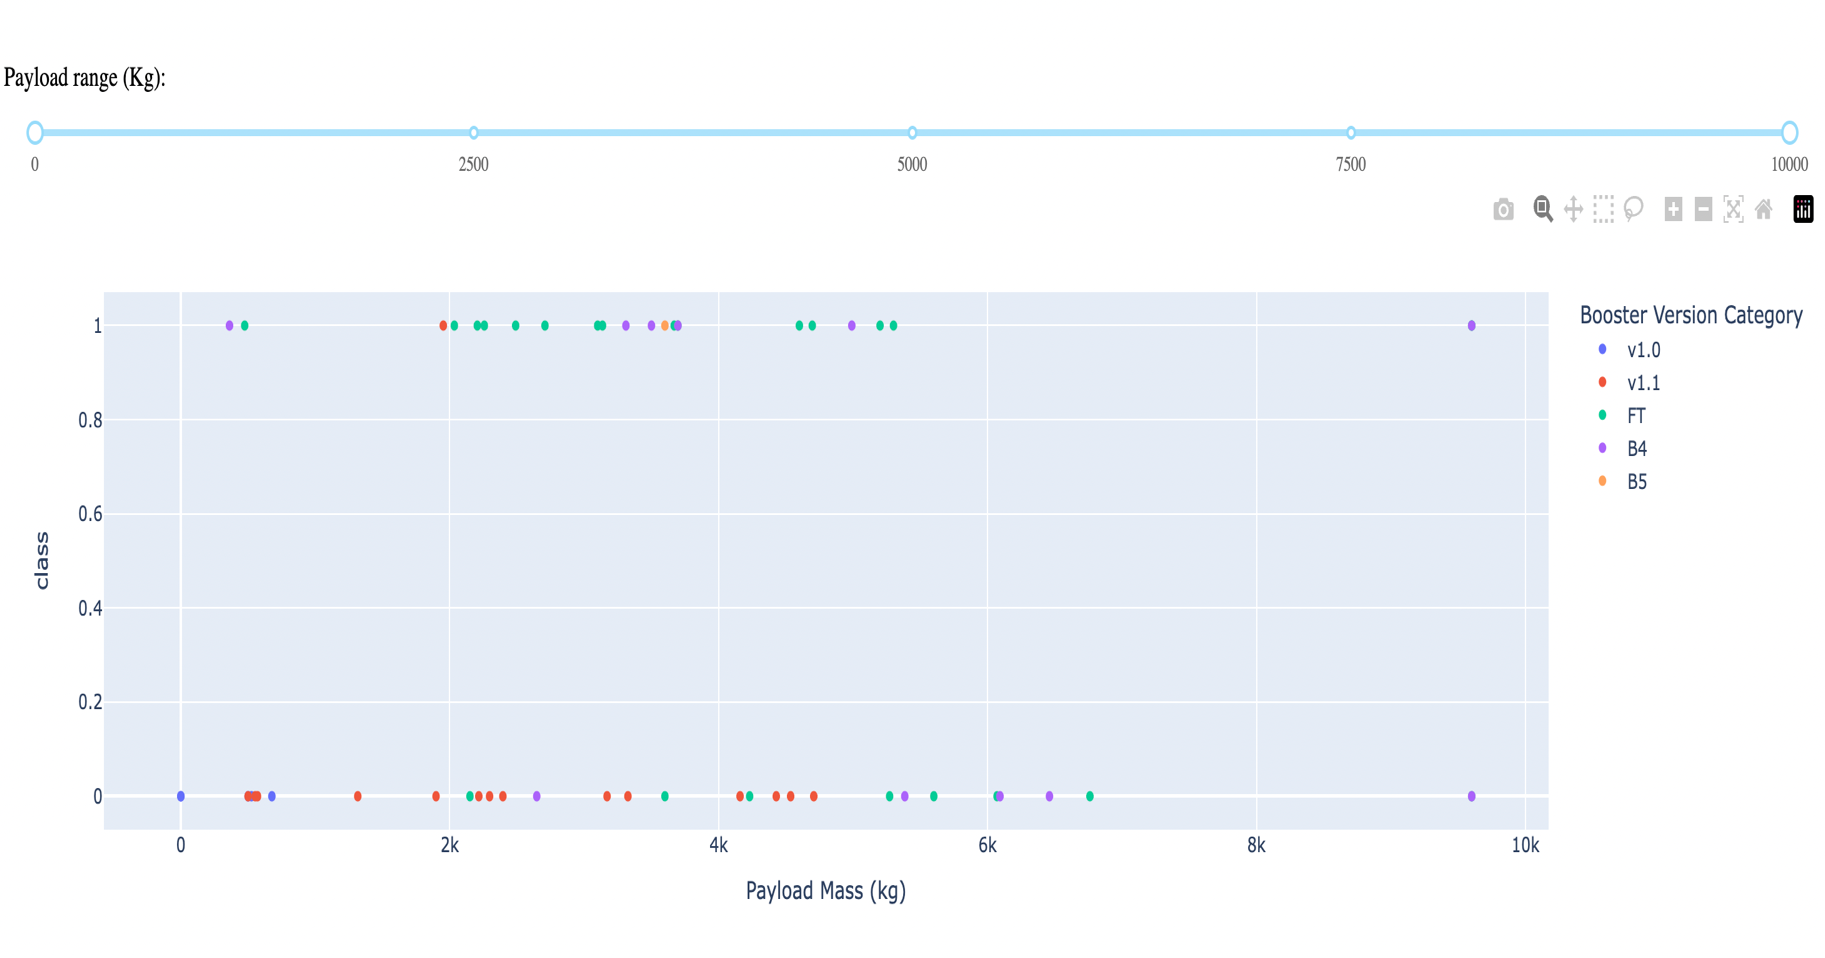 Payload range (Kg):
0 2500 5000 7500 10000
Booster Version Category
v1.0
v1.1
FT
B4
B5
class
1
0.8
0.6
0.4
0.2
0
0 2k 4k 6k 8k 10k
Payload Mass (kg)